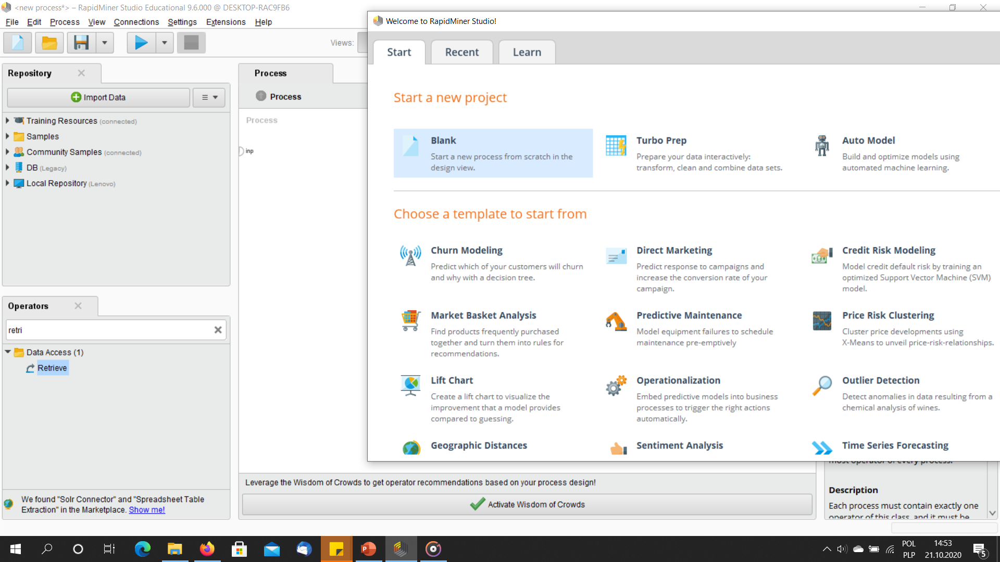 <new process*> – RapidMiner Studio Educational 9.6.000 @ DESKTOP-RAC9FB6
File Edit Process View Connections Settings Extensions Help
Views:
Repository
Import Data
Training Resources (connected)
Samples
Community Samples (connected)
DB (Legacy)
Local Repository (Lenovo)
Operators
retri
Data Access (1)
Retrieve
We found "Solr Connector" and "Spreadsheet Table
Extraction" in the Marketplace. Show me!
Process
Process
Process
inp
Leverage the Wisdom of Crowds to get operator recommendations based on your process design!
Activate Wisdom of Crowds
Welcome to RapidMiner Studio!
Start Recent Learn
Start a new project
Blank
Start a new process from scratch in the
design view.
Turbo Prep
Prepare your data interactively:
transform, clean and combine data sets.
Auto Model
Build and optimize models using
automated machine learning.
Choose a template to start from
Churn Modeling
Predict which of your customers will churn
and why with a decision tree.
Direct Marketing
Predict response to campaigns and
increase the conversion rate of your
campaign.
Credit Risk Modeling
Model credit default risk by training an
optimized Support Vector Machine (SVM)
model.
Market Basket Analysis
Find products frequently purchased
together and turn them into rules for
recommendations.
Predictive Maintenance
Model equipment failures to schedule
maintenance pre-emptively
Price Risk Clustering
Cluster price developments using
X-Means to unveil price-risk-relationships.
Lift Chart
Create a lift chart to visualize the
improvement that a model provides
compared to guessing.
Operationalization
Embed predictive models into business
processes to trigger the right actions
automatically.
Outlier Detection
Detect anomalies in data resulting from a
chemical analysis of wines.
Geographic Distances
Sentiment Analysis
Time Series Forecasting
most operator of every process.
Description
Each process must contain exactly one
operator of this class, and it must be
POL
PLP
14:53
21.10.2020
5